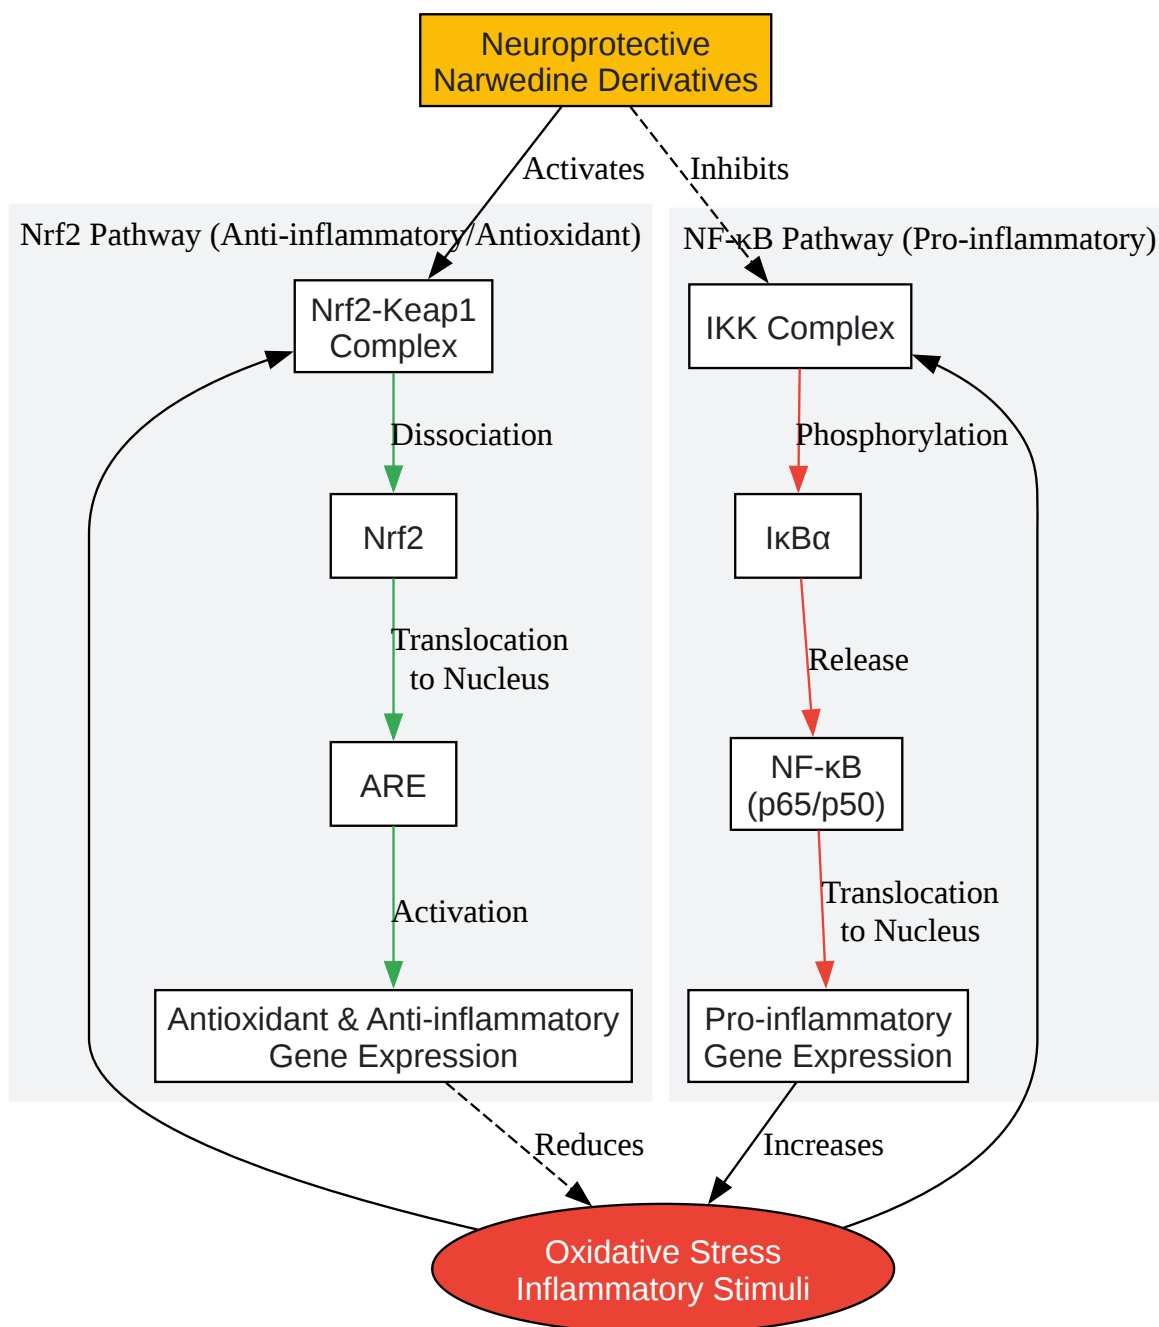 Neuroprotective
Narwedine Derivatives
Activates
Inhibits
Nrf2 Pathway (Anti-inflammatory/Antioxidant)
NF-κB Pathway (Pro-inflammatory)
Nrf2-Keap1
Complex
IKK Complex
Dissociation
Phosphorylation
Nrf2
IκBα
Translocation
to Nucleus
Release
ARE
NF-κB
(p65/p50)
Activation
Translocation
to Nucleus
Antioxidant & Anti-inflammatory
Gene Expression
Pro-inflammatory
Gene Expression
Reduces
Increases
Oxidative Stress
Inflammatory Stimuli